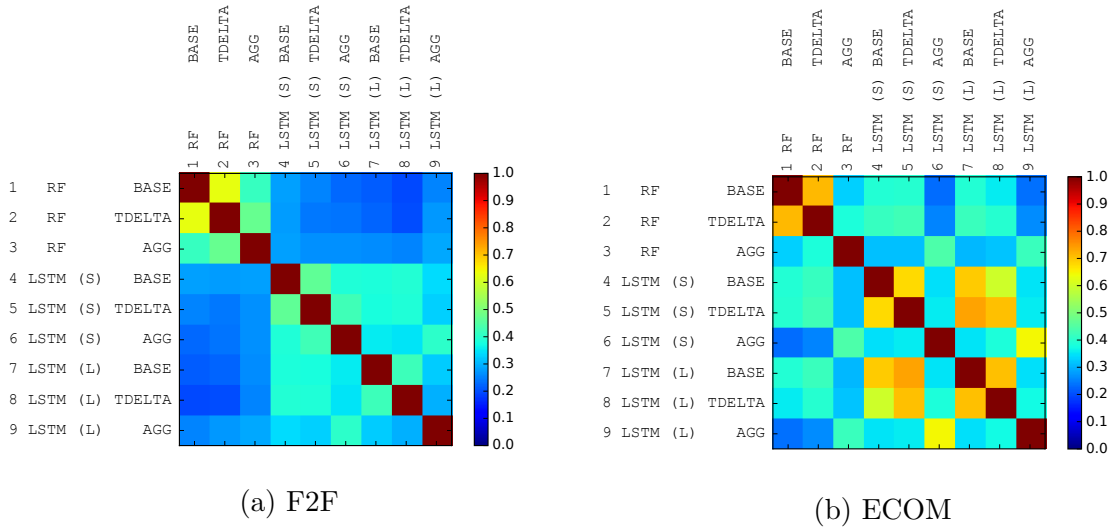 1 RF BASE
2 RF TDELTA
3 RF AGG
4 LSTM (S) BASE
5 LSTM (S) TDELTA
6 LSTM (S) AGG
7 LSTM (L) BASE
8 LSTM (L) TDELTA
9 LSTM (L) AGG
1 RF BASE
2 RF TDELTA
3 RF AGG
4 LSTM (S) BASE
5 LSTM (S) TDELTA
6 LSTM (S) AGG
7 LSTM (L) BASE
8 LSTM (L) TDELTA
9 LSTM (L) AGG
1.0
0.9
0.8
0.7
0.6
0.5
0.4
0.3
0.2
0.1
0.0
(a) F2F
1 RF BASE
2 RF TDELTA
3 RF AGG
4 LSTM (S) BASE
5 LSTM (S) TDELTA
6 LSTM (S) AGG
7 LSTM (L) BASE
8 LSTM (L) TDELTA
9 LSTM (L) AGG
1 RF BASE
2 RF TDELTA
3 RF AGG
4 LSTM (S) BASE
5 LSTM (S) TDELTA
6 LSTM (S) AGG
7 LSTM (L) BASE
8 LSTM (L) TDELTA
9 LSTM (L) AGG
1.0
0.9
0.8
0.7
0.6
0.5
0.4
0.3
0.2
0.1
0.0
(b) ECOM